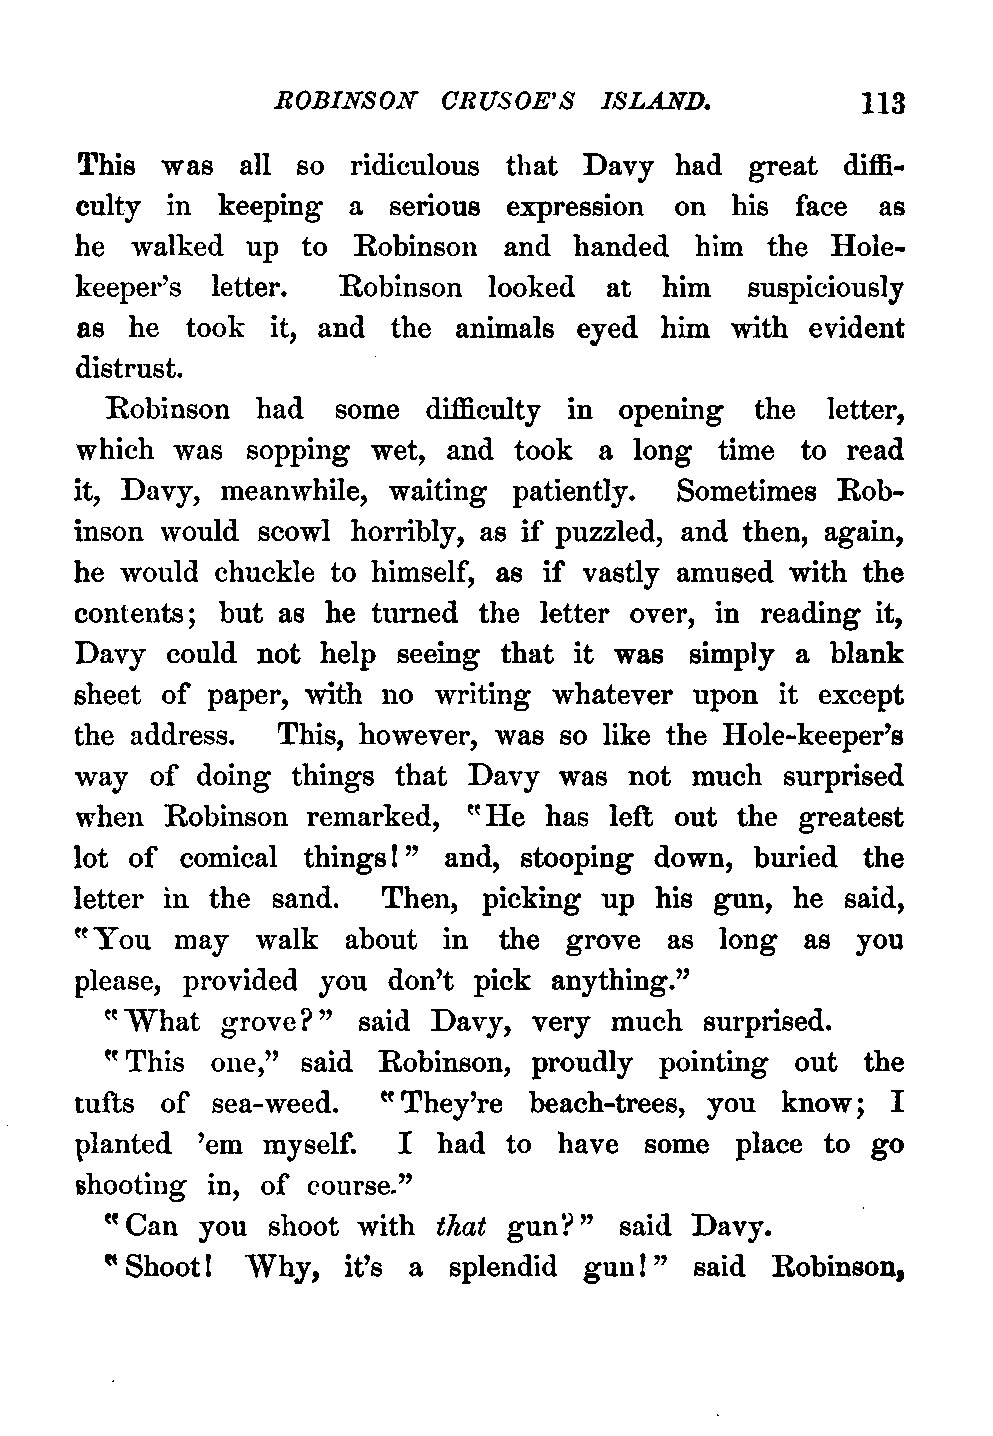 ROBINSON CRUSOE'S ISLAND. 113
This was all so ridiculous that Davy had great diffi-
culty in keeping a serious expression on his face as
he walked up to Robinson and handed him the Hole-
keeper's letter. Robinson looked at him suspiciously
as he took it, and the animals eyed him with evident
distrust.
Robinson had some difficulty in opening the letter,
which was sopping wet, and took a long time to read
it, Davy, meanwhile, waiting patiently. Sometimes Rob-
inson would scowl horribly, as if puzzled, and then, again,
he would chuckle to himself, as if vastly amused with the
contents; but as he turned the letter over, in reading it,
Davy could not help seeing that it was simply a blank
sheet of paper, with no writing whatever upon it except
the address. This, however, was so like the Hole-keeper's
way of doing things that Davy was not much surprised
when Robinson remarked, "He has left out the greatest
lot of comical things!" and, stooping down, buried the
letter in the sand. Then, picking up his gun, he said,
"You may walk about in the grove as long as you
please, provided you don't pick anything."
"What grove?" said Davy, very much surprised.
"This one," said Robinson, proudly pointing out the
tufts of sea-weed. "They're beach-trees, you know; I
planted 'em myself. I had to have some place to go
shooting in, of course."
"Can you shoot with that gun?" said Davy.
"Shoot! Why, it's a splendid gun!" said Robinson,